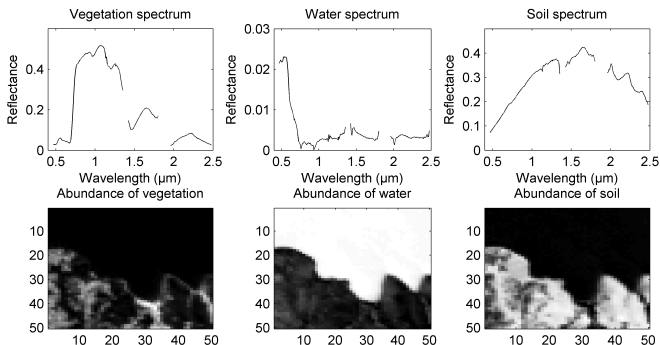 Vegetation spectrum
Water spectrum
Soil spectrum
Reflectance
0.4
0.2
0
0.5 1 1.5 2 2.5
Wavelength (μm)
Reflectance
0.03
0.02
0.01
0
0.5 1 1.5 2 2.5
Wavelength (μm)
Reflectance
0.4
0.3
0.2
0.1
0
0.5 1 1.5 2 2.5
Wavelength (μm)
Abundance of vegetation
Abundance of water
Abundance of soil
10
20
30
40
50
10 20 30 40 50
10
20
30
40
50
10 20 30 40 50
10
20
30
40
50
10 20 30 40 50